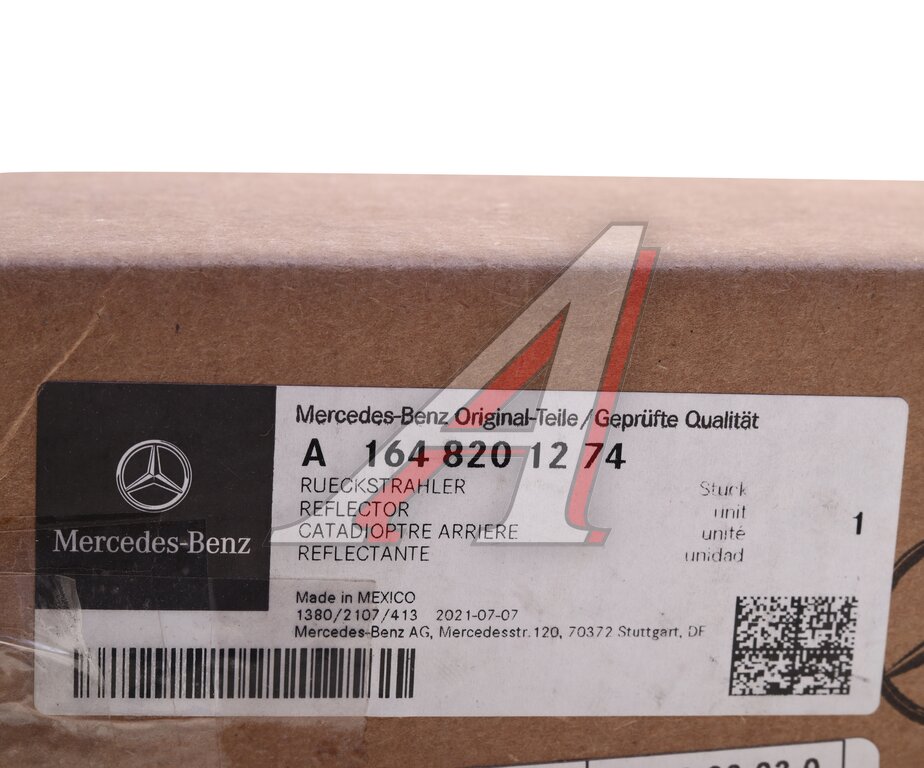 Mercedes-Benz Original-Teile/Geprüfte Qualität
A 164 820 12 74
RUECKSTRAHLER Stück
REFLECTOR unit
CATADIOPTRE ARRIERE unité
REFLECTANTE unidad
1
Mercedes-Benz
Made in MEXICO
1380/2107/413 2021-07-07
Mercedes-Benz AG, Mercedesstr. 120, 70372 Stuttgart, DE